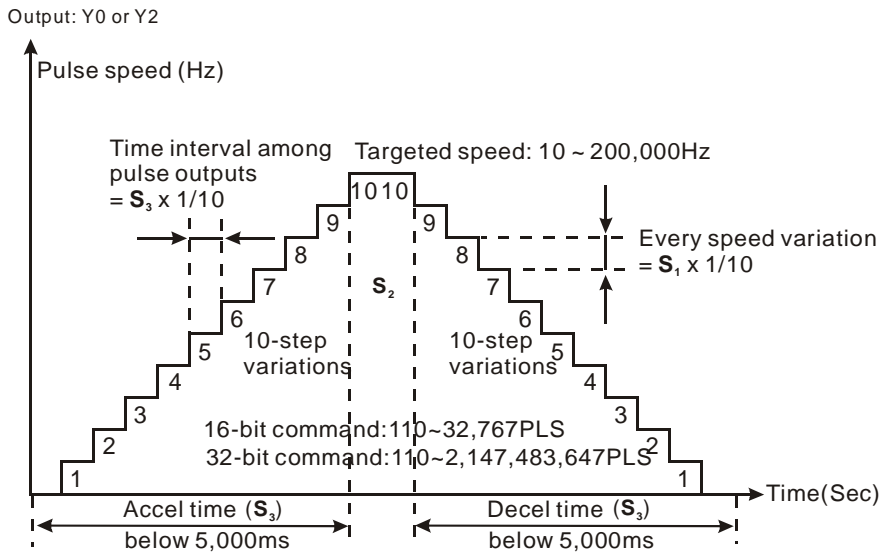 Output: Y0 or Y2
Pulse speed (Hz)
Time interval among
pulse outputs
= S₃ x 1/10
Targeted speed: 10 ~ 200,000Hz
Every speed variation
= S₁ x 1/10
10 10
9
9
8
8
7
7
S₂
6
6
5
5
10-step
variations
10-step
variations
4
4
3
3
16-bit command:110~32,767PLS
2
2
32-bit command:110~2,147,483,647PLS
1
1
Time(Sec)
Accel time (S₃)
below 5,000ms
Decel time (S₃)
below 5,000ms